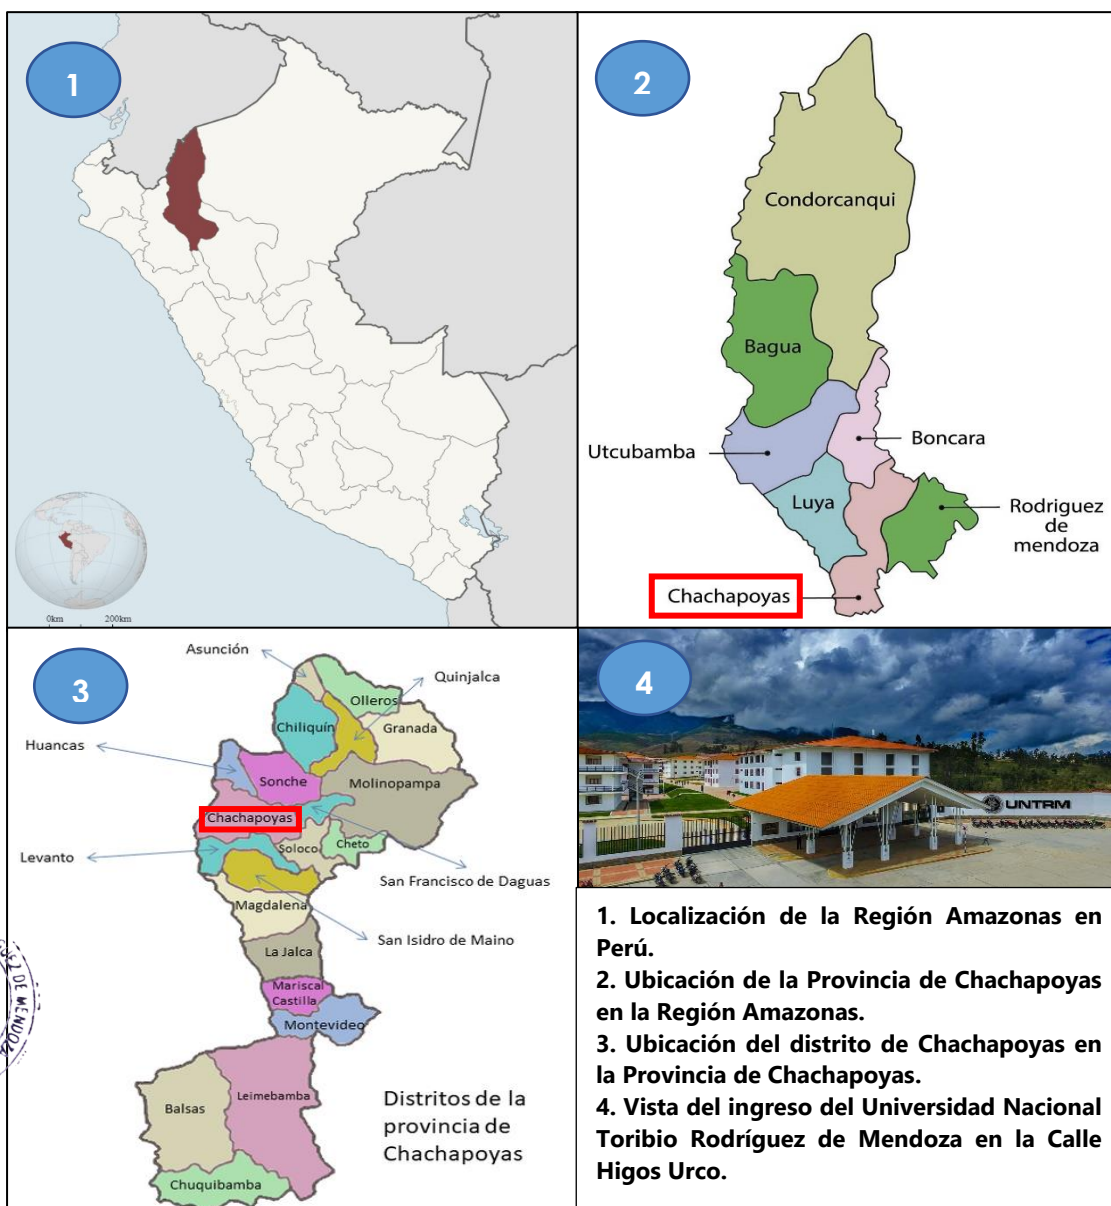 1
0km 200km
2
Condorcanqui
Bagua
Utcubamba
Boncara
Luya
Rodriguez
de
mendoza
Chachapoyas
3
Asunción
Quinjalca
Olleros
Chiliquín
Granada
Huancas
Sonche
Molinopampa
Chachapoyas
Levanto
Soloco
Cheto
San Francisco de Daguas
Magdalena
San Isidro de Maino
La Jalca
Mariscal
Castilla
Montevideo
Balsas
Leimebamba
Chuquibamba
Distritos de la
provincia de
Chachapoyas
DE MENDOZA
4
UNTRM
1. Localización de la Región Amazonas en
Perú.
2. Ubicación de la Provincia de Chachapoyas
en la Región Amazonas.
3. Ubicación del distrito de Chachapoyas en
la Provincia de Chachapoyas.
4. Vista del ingreso del Universidad Nacional
Toribio Rodríguez de Mendoza en la Calle
Higos Urco.